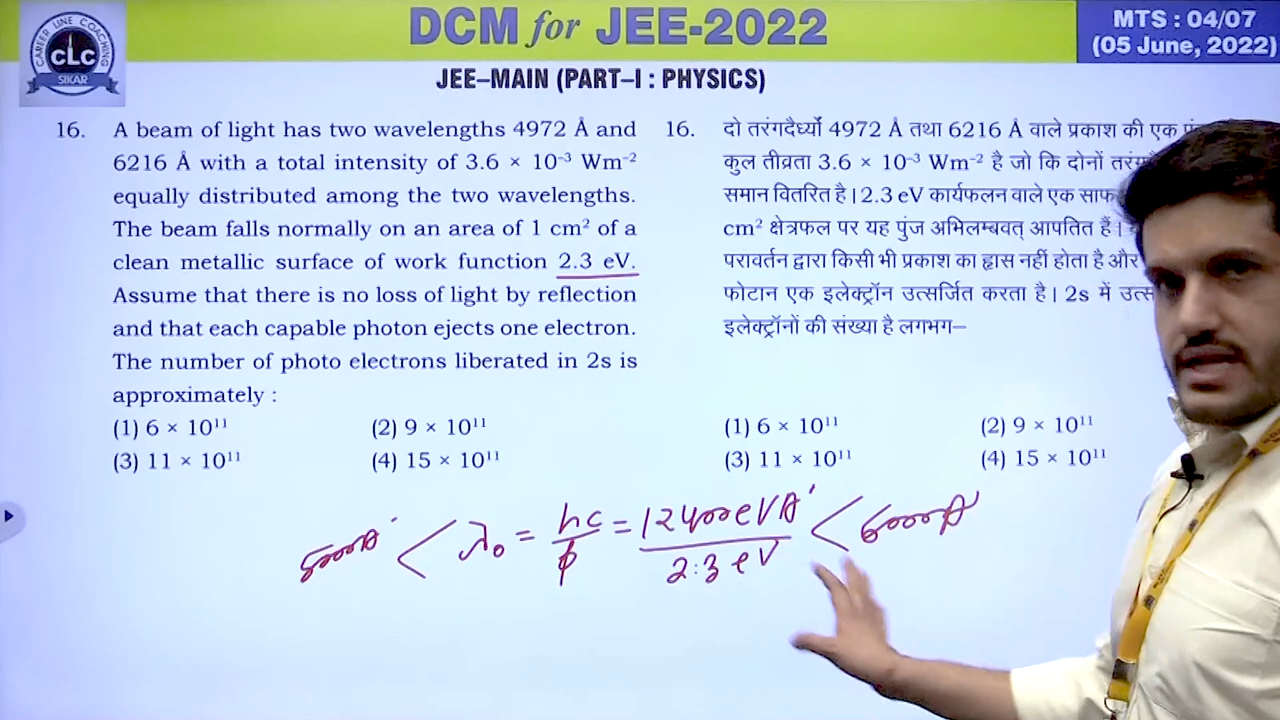 DCM for JEE-2022
MTS : 04/07
(05 June, 2022)
CAREER LINE COACHING
CLC
SIKAR
JEE–MAIN (PART–I : PHYSICS)
16. A beam of light has two wavelengths 4972 Å and
6216 Å with a total intensity of 3.6 × 10⁻³ Wm⁻²
equally distributed among the two wavelengths.
The beam falls normally on an area of 1 cm² of a
clean metallic surface of work function 2.3 eV.
Assume that there is no loss of light by reflection
and that each capable photon ejects one electron.
The number of photo electrons liberated in 2s is
approximately :
(1) 6 × 10¹¹ (2) 9 × 10¹¹
(3) 11 × 10¹¹ (4) 15 × 10¹¹
16. दो तरंगदैर्ध्यों 4972 Å तथा 6216 Å वाले प्रकाश की एक
कुल तीव्रता 3.6 × 10⁻³ Wm⁻² है जो कि दोनों
समान वितरित है। 2.3 eV कार्यफलन वाले एक
cm² क्षेत्रफल पर यह पुंज अभिलम्बवत् आपतित हैं।
परावर्तन द्वारा किसी भी प्रकाश का ह्रास नहीं होता है और
फोटान एक इलेक्ट्रॉन उत्सर्जित करता है। 2s में
इलेक्ट्रॉनों की संख्या है लगभग–
(1) 6 × 10¹¹ (2) 9 × 10¹¹
(3) 11 × 10¹¹ (4) 15 × 10¹¹
5000Å < λ₀ = hc/ϕ = 12400eVÅ/2.3 eV < 6000Å